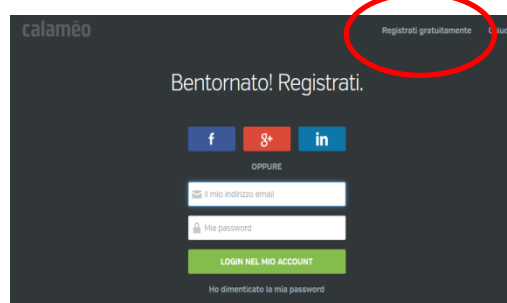 calaméo
Registrati gratuitamente
Bentornato! Registrati.
f g+ in
OPPURE
Il mio indirizzo email
Mia password
LOGIN NEL MIO ACCOUNT
Ho dimenticato la mia password